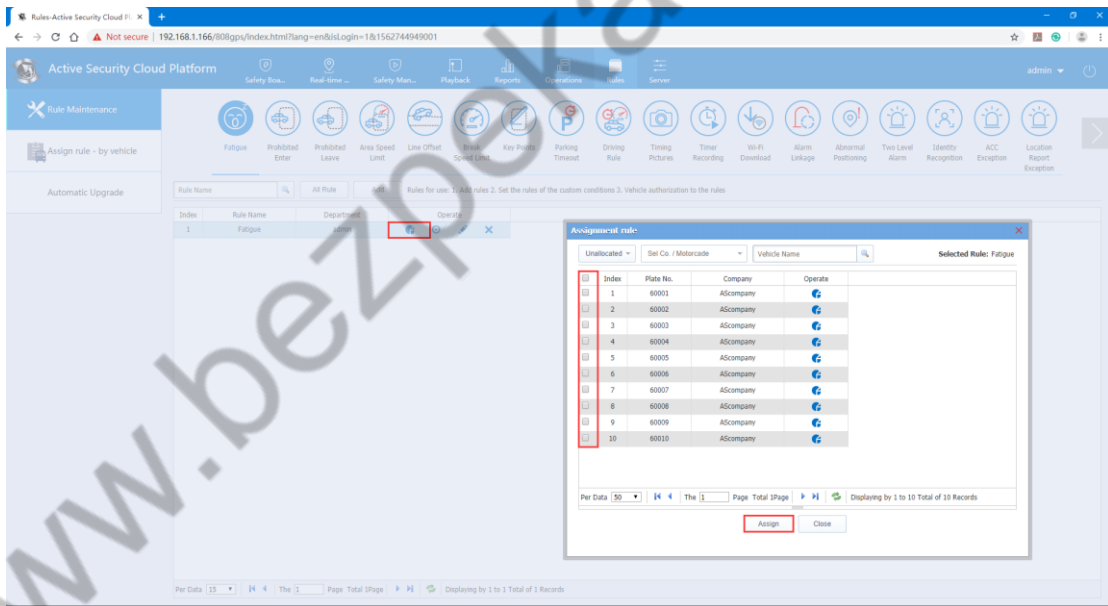 Rules-Active Security Cloud Pl
Not secure | 192.168.1.166/808gps/index.html?lang=en&isLogin=1&1562744949001
Active Security Cloud Platform
Safety Boa... Real-time ... Safety Man... Playback Reports Operations Rules Server
admin
Rule Maintenance
Assign rule - by vehicle
Automatic Upgrade
Fatigue
Prohibited Enter
Prohibited Leave
Area Speed Limit
Line Offset
Break Speed Limit
Key Points
Parking Timeout
Driving Rule
Timing Pictures
Timer Recording
Wi-Fi Download
Alarm Linkage
Abnormal Positioning
Two Level Alarm
Identity Recognition
ACC Exception
Location Report Exception
Rule Name All Rule Add Rules for use: 1. Add rules 2. Set the rules of the custom conditions 3. Vehicle authorization to the rules
Index Rule Name Department Operate
1 Fatigue admin
Assignment rule
Unallocated Sel Co. / Motorcade Vehicle Name Selected Rule: Fatigue
Index Plate No. Company Operate
1 60001 AScompany
2 60002 AScompany
3 60003 AScompany
4 60004 AScompany
5 60005 AScompany
6 60006 AScompany
7 60007 AScompany
8 60008 AScompany
9 60009 AScompany
10 60010 AScompany
Per Data 50 The 1 Page Total 1Page Displaying by 1 to 10 Total of 10 Records
Assign Close
Per Data 15 The 1 Page Total 1Page Displaying by 1 to 1 Total of 1 Records
www.bezpeka